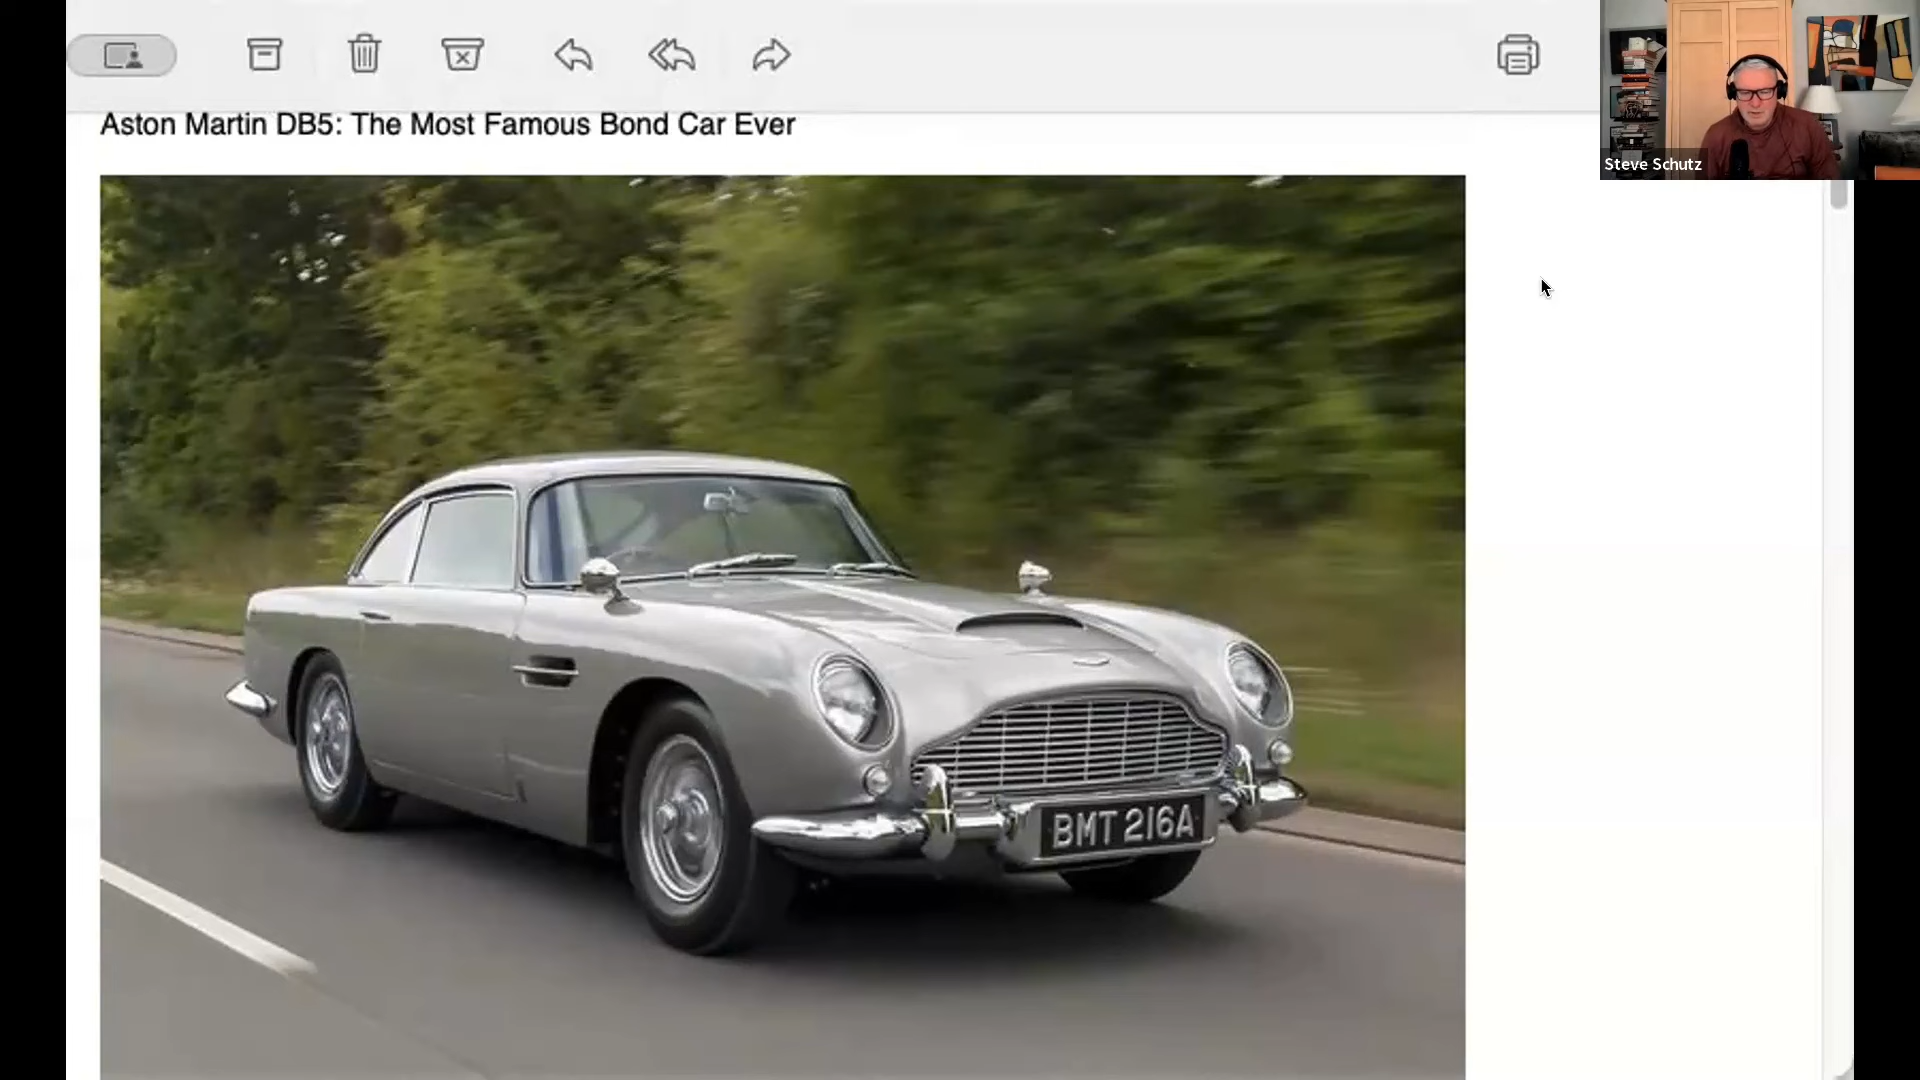 Aston Martin DB5: The Most Famous Bond Car Ever
Steve Schutz
BMT 216A